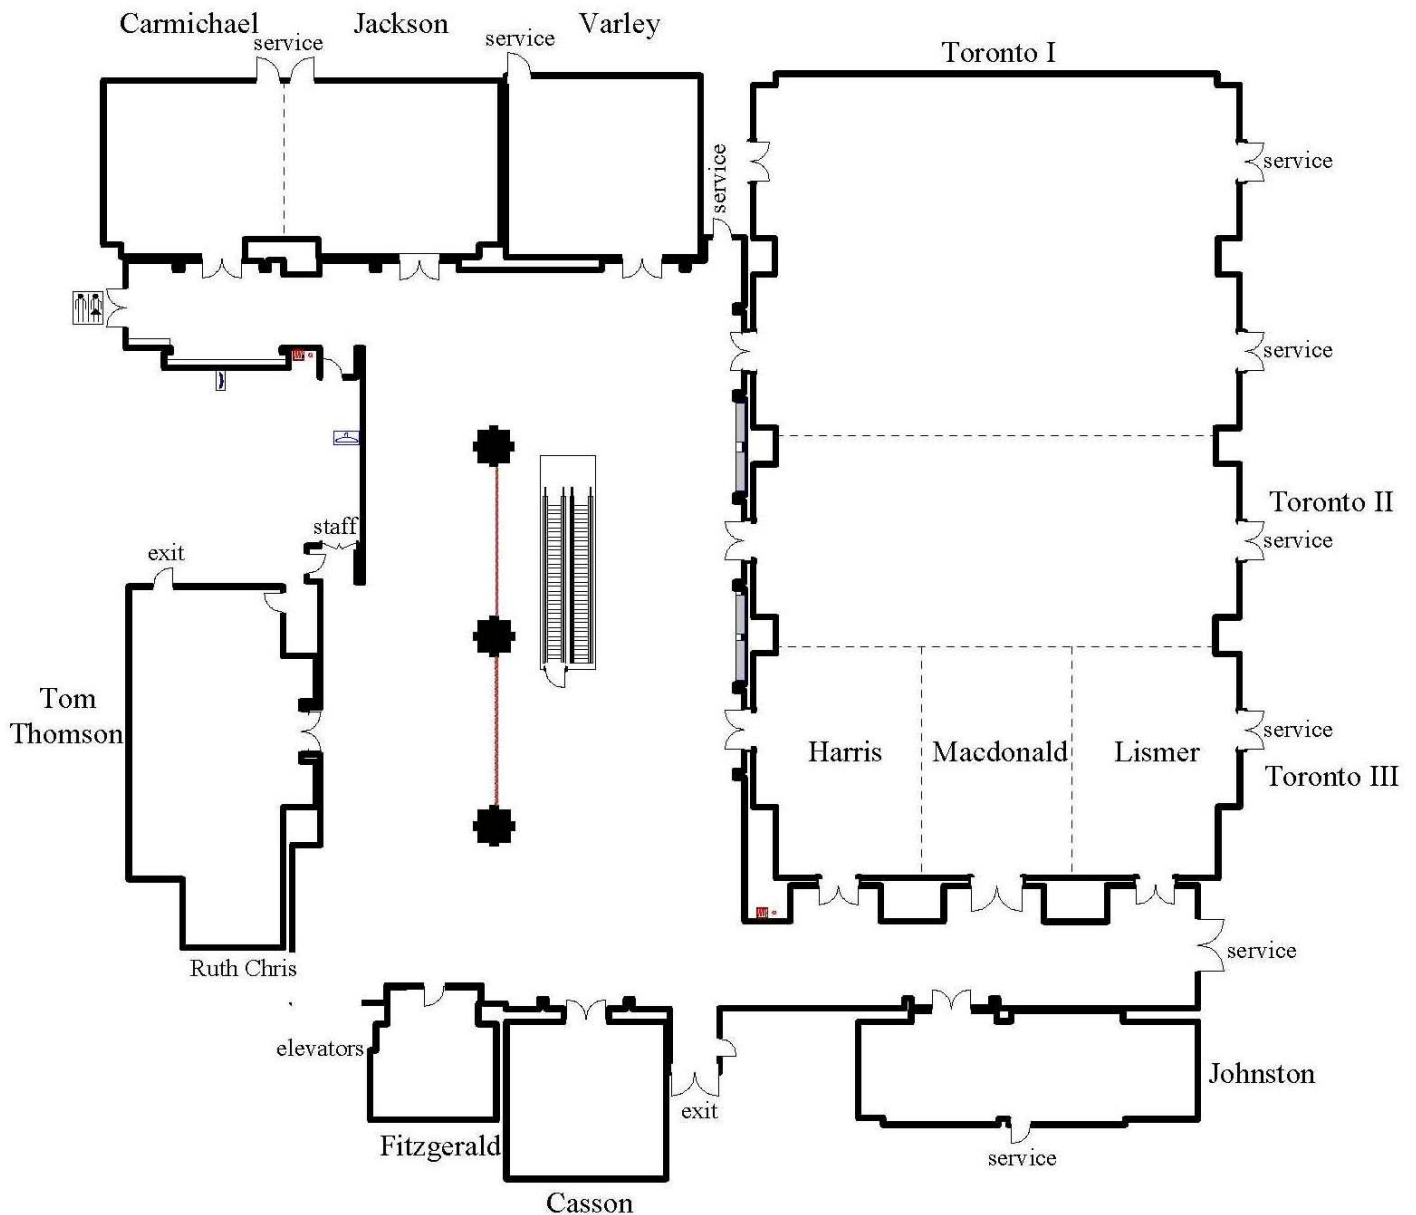 Carmichael
Jackson
Varley
service
service
Toronto I
service
service
service
Toronto II
staff
service
exit
Tom
Thomson
Harris
Macdonald
Lismer
service
Toronto III
service
Ruth Chris
elevators
Johnston
exit
Fitzgerald
service
Casson